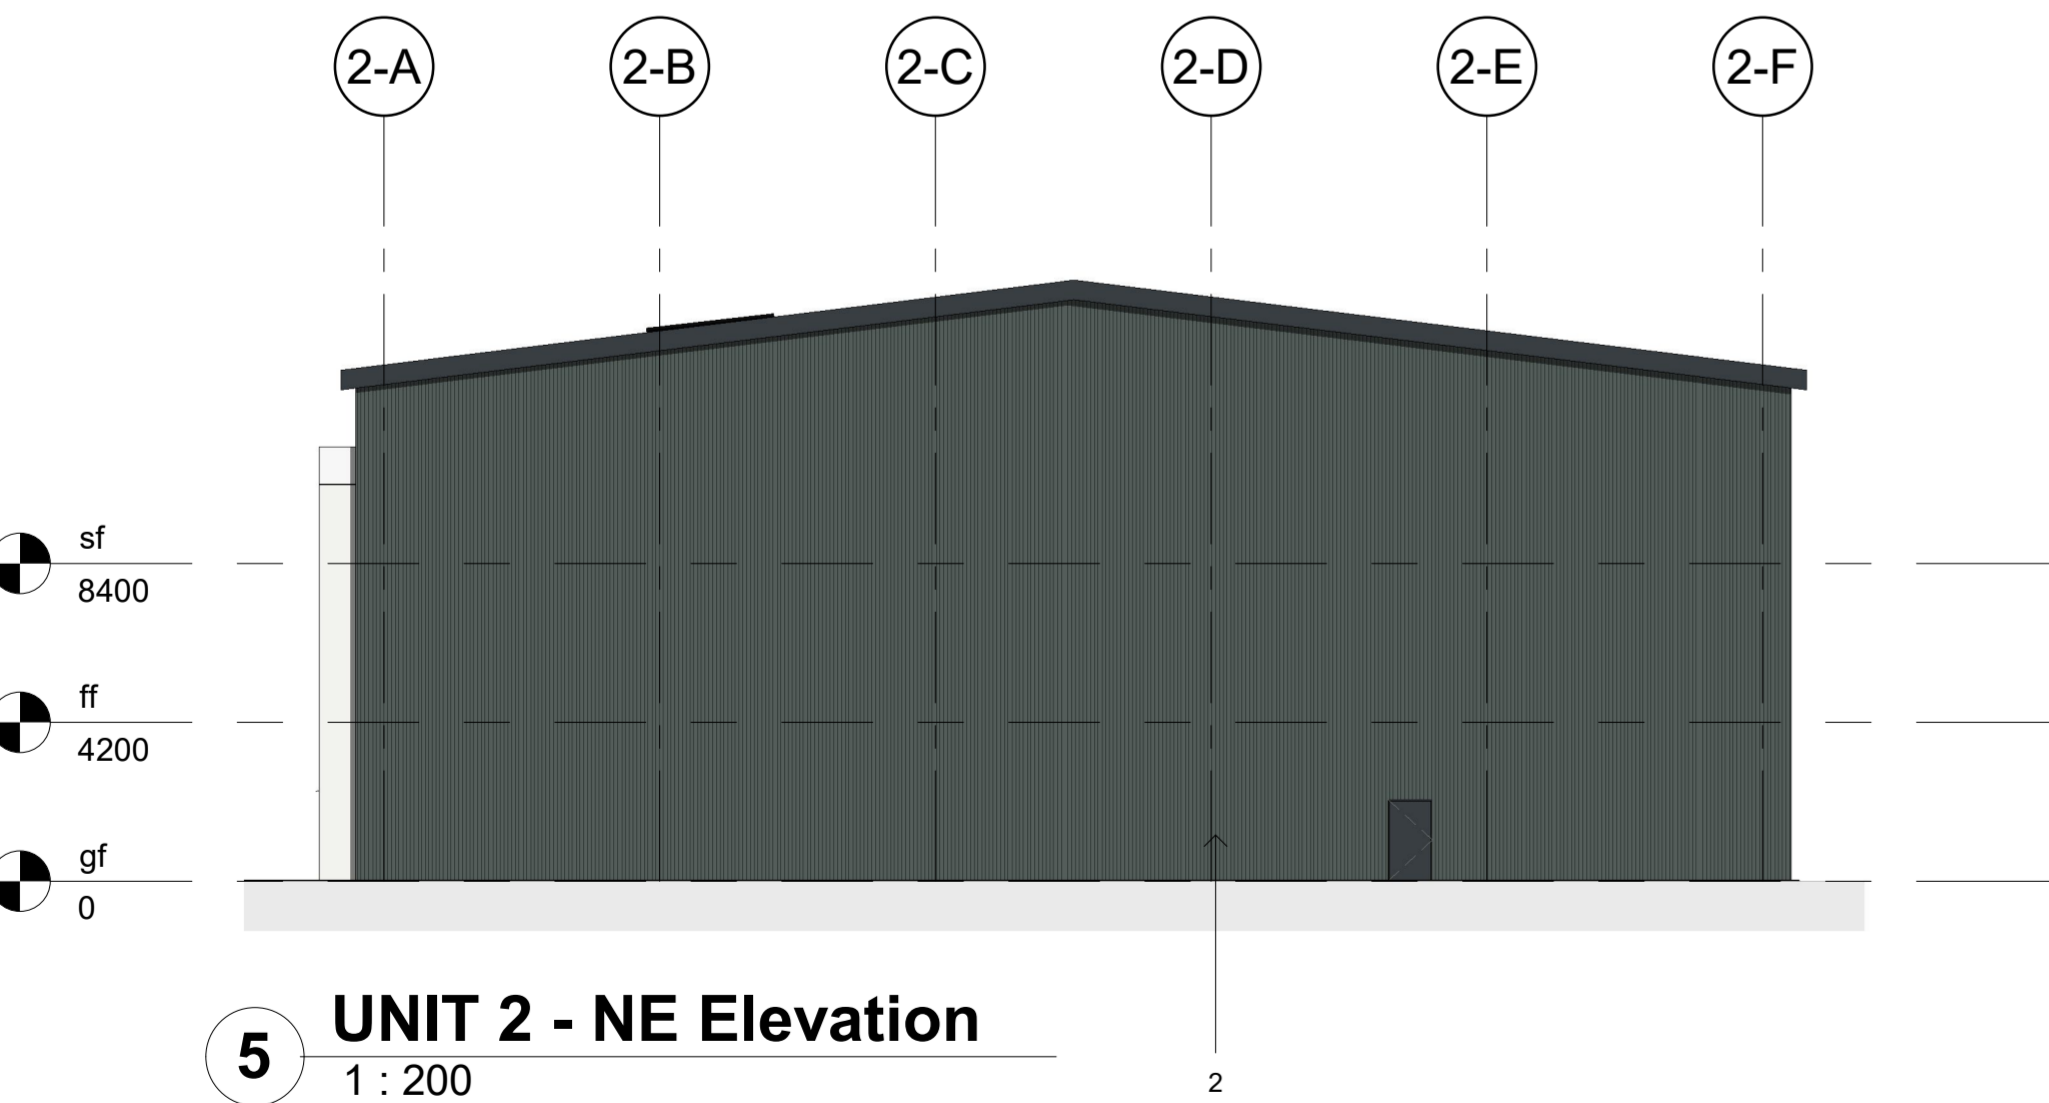 2-A 2-B 2-C 2-D 2-E 2-F
sf
8400
ff
4200
gf
0
5 UNIT 2 - NE Elevation
1 : 200
2